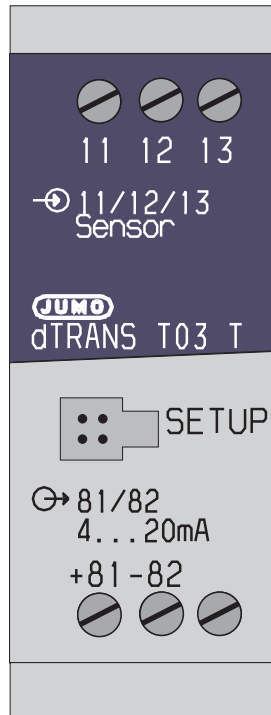 11 12 13
11/12/13
Sensor
JUMO
dTRANS T03 T
SETUP
81/82
4...20mA
+81-82